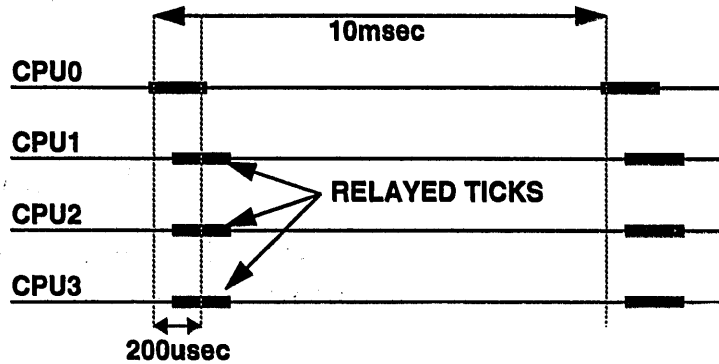 10msec
CPU0
CPU1
RELAYED TICKS
CPU2
CPU3
200usec